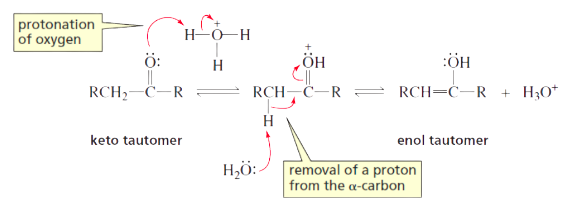 protonation
of oxygen
H—Ö⁺—H
H
Ö:
RCH₂—C—R
⁺ÖH
RCH—C—R
H
:ÖH
RCH=C—R + H₃O⁺
keto tautomer
enol tautomer
H₂Ö:
removal of a proton
from the α-carbon